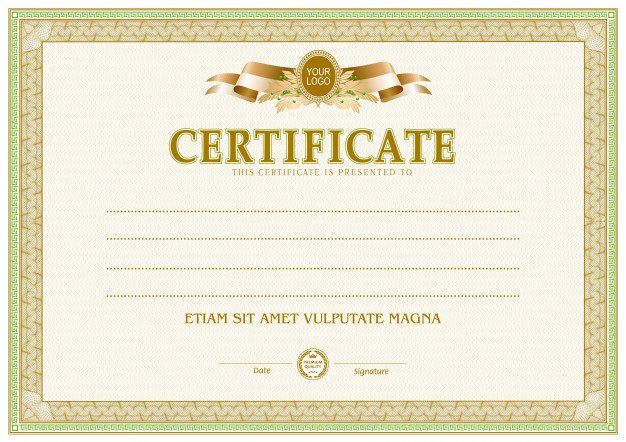 YOUR
LOGO
CERTIFICATE
THIS CERTIFICATE IS PRESENTED TO
ETIAM SIT AMET VULPUTATE MAGNA
PREMIUM
QUALITY
Date
Signature